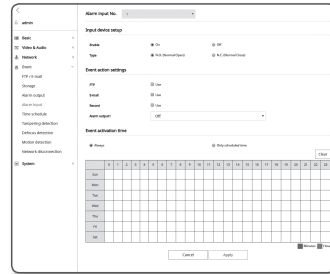 admin
Basic
Video & Audio
Network
Event
FTP / E-mail
Storage
Alarm output
Alarm input
Time schedule
Tampering detection
Defocus detection
Motion detection
Network disconnection
System
Alarm Input No.
Input device setup
Enable
On
Off
Type
N.O.(Normal Open)
N.C.(Normal Close)
Event action settings
FTP
Use
E-mail
Use
Record
Use
Alarm output1
Off
Event activation time
Always
Only scheduled time
Clear
0 1 2 3 4 5 6 7 8 9 10 11 12 13 14 15 16 17 18 19 20 21 22 23
Sun
Mon
Tue
Wed
Thu
Fri
Sat
Cancel
Apply